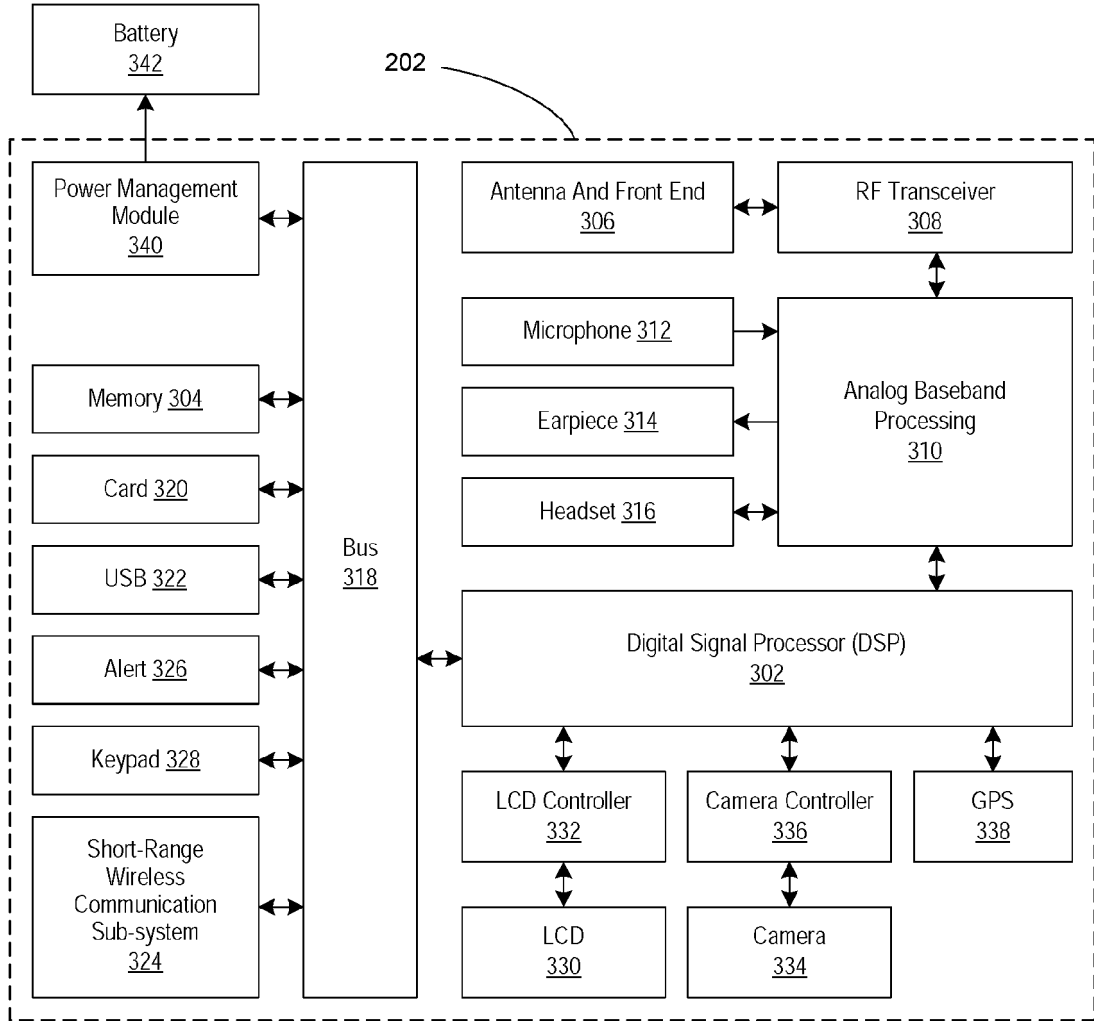 Battery
342
202
Power Management
Module
340
Antenna And Front End
306
RF Transceiver
308
Microphone 312
Memory 304
Earpiece 314
Analog Baseband
Processing
310
Card 320
Headset 316
Bus
318
USB 322
Alert 326
Digital Signal Processor (DSP)
302
Keypad 328
LCD Controller
332
Camera Controller
336
GPS
338
Short-Range
Wireless
Communication
Sub-system
324
LCD
330
Camera
334